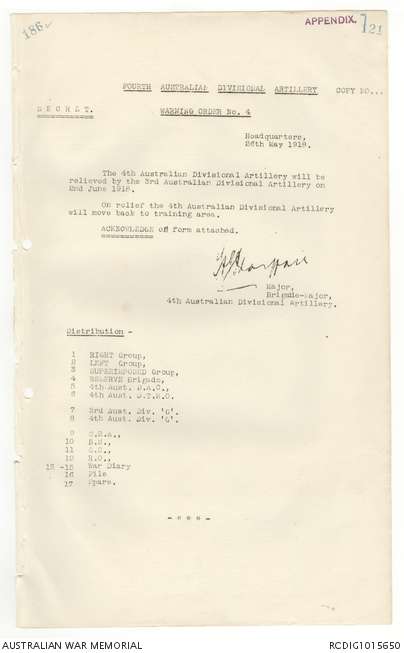 186
APPENDIX. 121
FOURTH AUSTRALIAN DIVISIONAL ARTILLERY COPY NO...
S E C R E T.
WARNING ORDER No. 4
Headquarters,
26th May 1918.
The 4th Australian Divisional Artillery will be
relieved by the 3rd Australian Divisional Artillery on
2nd June 1918.
On relief the 4th Australian Divisional Artillery
will move back to training area.
ACKNOWLEDGE on form attached.
Major,
Brigade-Major,
4th Australian Divisional Artillery.
Distribution -
1 RIGHT Group,
2 LEFT Group,
3 SUPERIMPOSED Group,
4 RESERVE Brigade,
5 4th Aust. D.A.C.,
6 4th Aust. D.T.M.O.
7 3rd Aust. Div. 'G'.
8 4th Aust. Div. 'G'.
9 C.R.A.,
10 B.M.,
11 S.C.,
12 R.O.,
13 -15 War Diary
16 File
17 Spare.
- * * * -
AUSTRALIAN WAR MEMORIAL RCDIG1015650